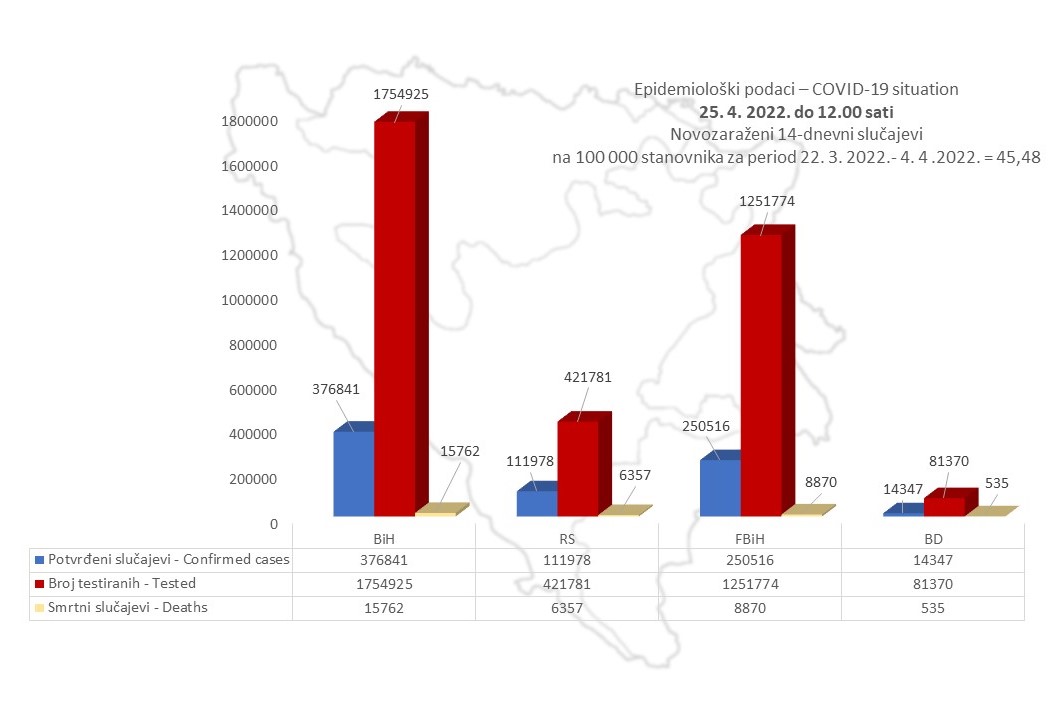 Epidemiološki podaci – COVID-19 situation
25. 4. 2022. do 12.00 sati
Novozaraženi 14-dnevni slučajevi
na 100 000 stanovnika za period 22. 3. 2022.- 4. 4 .2022. = 45,48
1754925
1251774
421781
376841
250516
111978
81370
15762
6357
8870
14347
535
1800000
1600000
1400000
1200000
1000000
800000
600000
400000
200000
0
BiH RS FBiH BD
Potvrđeni slučajevi - Confirmed cases 376841 111978 250516 14347
Broj testiranih - Tested 1754925 421781 1251774 81370
Smrtni slučajevi - Deaths 15762 6357 8870 535